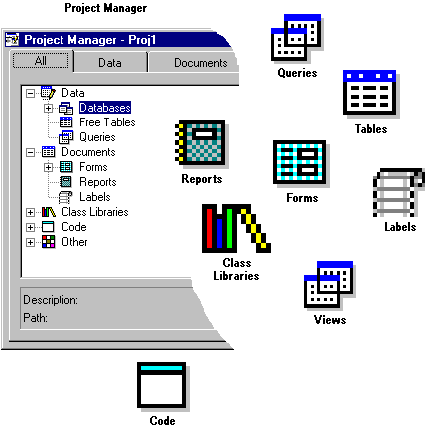 Project Manager
Project Manager - Proj1
All
Data
Documents
Data
Databases
Free Tables
Queries
Documents
Forms
Reports
Labels
Class Libraries
Code
Other
Description:
Path:
Queries
Tables
Reports
Forms
Labels
Class
Libraries
Views
Code